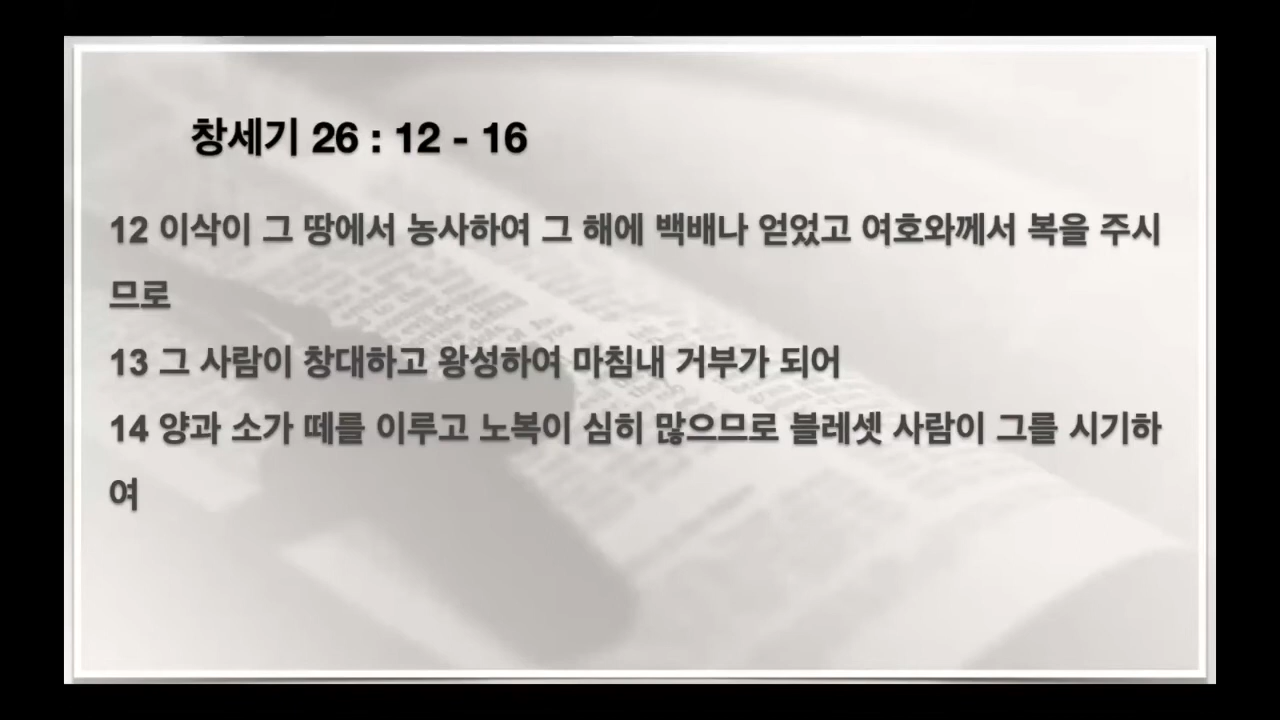 창세기 26 : 12 - 16
12 이삭이 그 땅에서 농사하여 그 해에 백배나 얻었고 여호와께서 복을 주시
므로
13 그 사람이 창대하고 왕성하여 마침내 거부가 되어
14 양과 소가 떼를 이루고 노복이 심히 많으므로 블레셋 사람이 그를 시기하
여